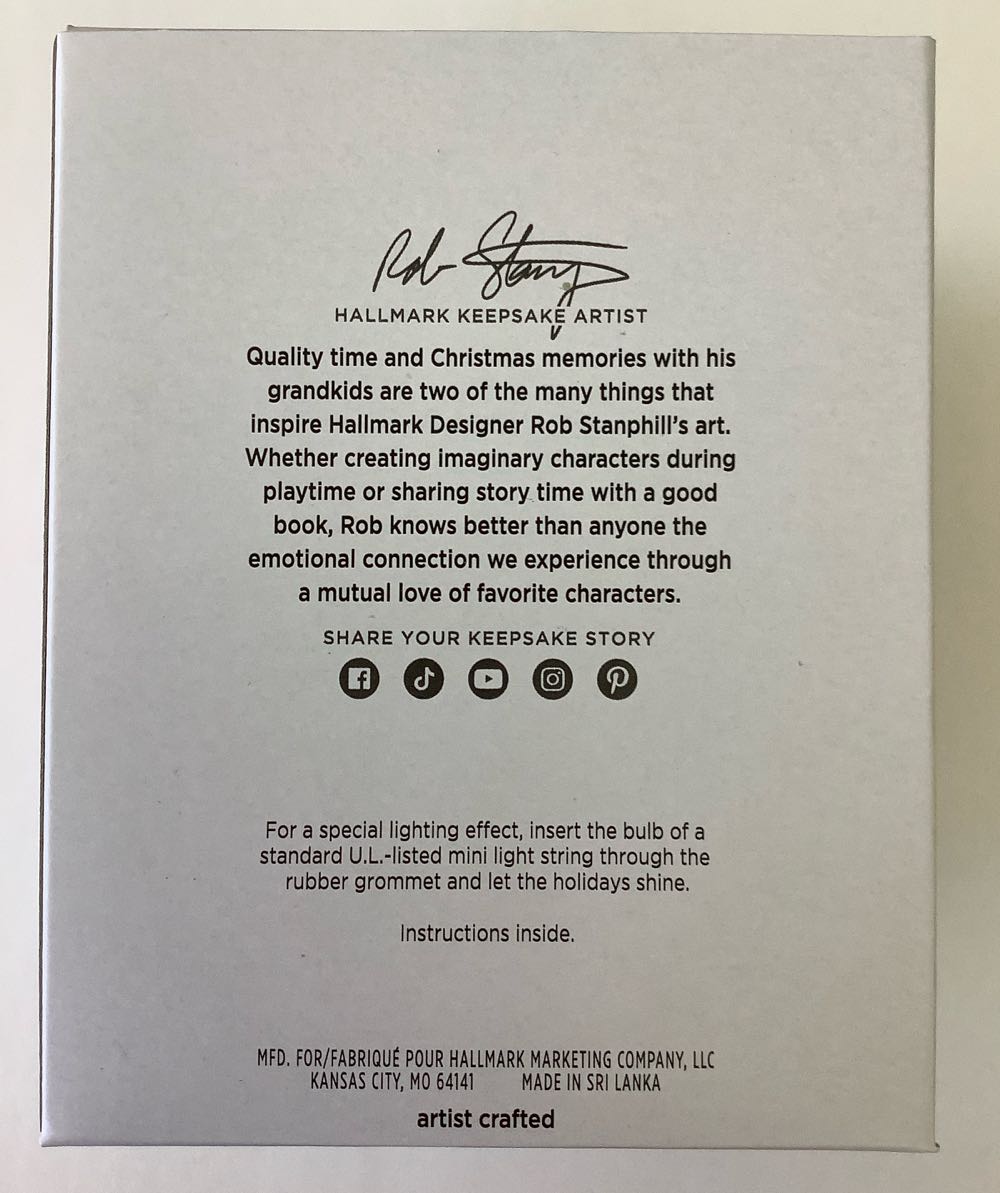 Rob Stanp
HALLMARK KEEPSAKE ARTIST
Quality time and Christmas memories with his
grandkids are two of the many things that
inspire Hallmark Designer Rob Stanphill's art.
Whether creating imaginary characters during
playtime or sharing story time with a good
book, Rob knows better than anyone the
emotional connection we experience through
a mutual love of favorite characters.
SHARE YOUR KEEPSAKE STORY
For a special lighting effect, insert the bulb of a
standard U.L.-listed mini light string through the
rubber grommet and let the holidays shine.
Instructions inside.
MFD. FOR/FABRIQUÉ POUR HALLMARK MARKETING COMPANY, LLC
KANSAS CITY, MO 64141 MADE IN SRI LANKA
artist crafted